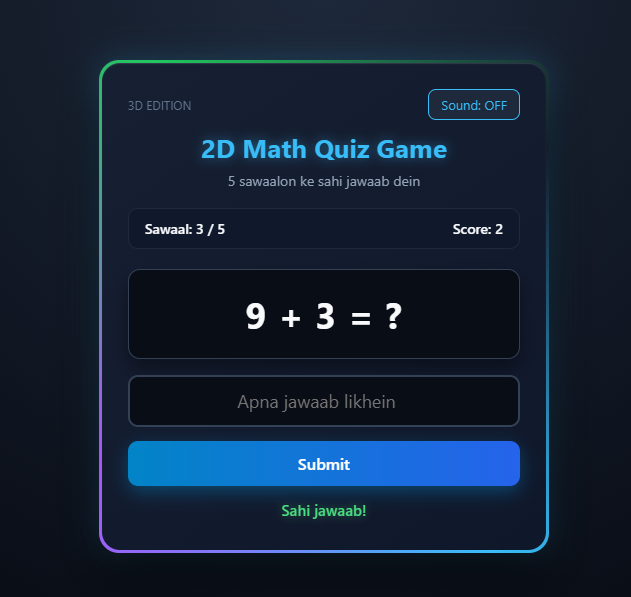 3D EDITION
Sound: OFF
2D Math Quiz Game
5 sawaalon ke sahi jawaab dein
Sawaal: 3 / 5
Score: 2
9 + 3 = ?
Apna jawaab likhein
Submit
Sahi jawaab!